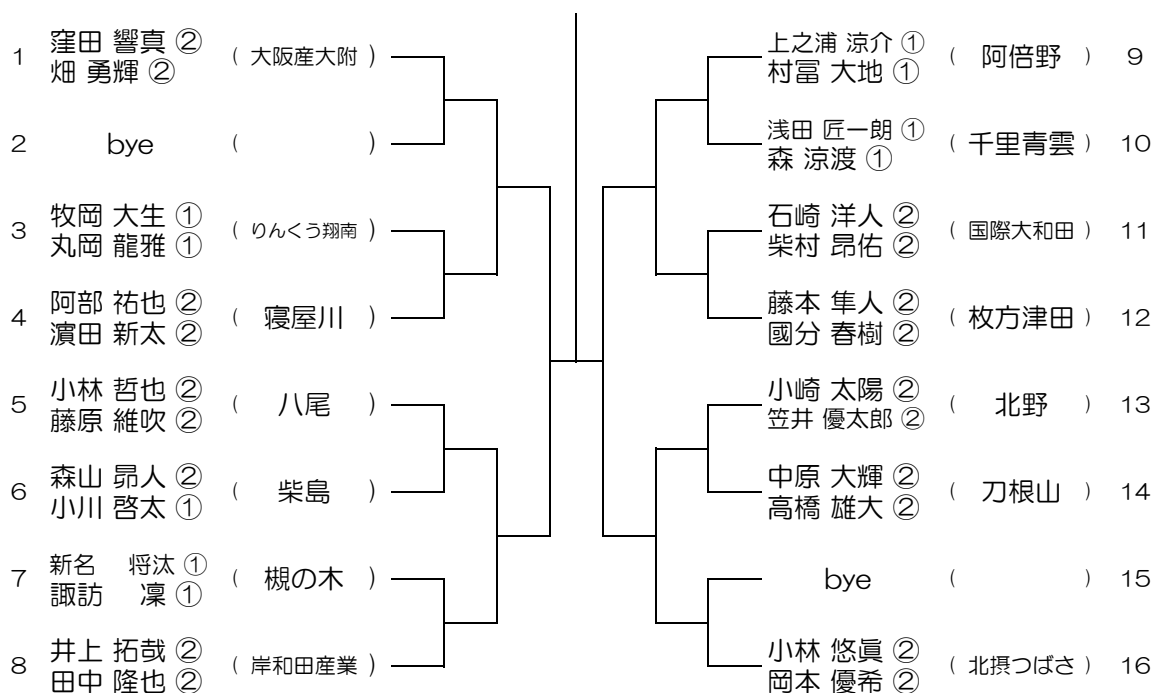 1 窪田 響真 ② ( 大阪産大附 )
畑 勇輝 ②
2 bye ( )
3 牧岡 大生 ① ( りんくう翔南 )
丸岡 龍雅 ①
4 阿部 祐也 ② ( 寝屋川 )
濵田 新太 ②
5 小林 哲也 ② ( 八尾 )
藤原 維吹 ②
6 森山 昴人 ② ( 柴島 )
小川 啓太 ①
7 新名 将汰 ① ( 槻の木 )
諏訪 凜 ①
8 井上 拓哉 ② ( 岸和田産業 )
田中 隆也 ②
上之浦 涼介 ① ( 阿倍野 ) 9
村冨 大地 ①
浅田 匠一朗 ① ( 千里青雲 ) 10
森 涼渡 ①
石崎 洋人 ② ( 国際大和田 ) 11
柴村 昂佑 ②
藤本 隼人 ② ( 枚方津田 ) 12
國分 春樹 ②
小崎 太陽 ② ( 北野 ) 13
笠井 優太郎 ②
中原 大輝 ② ( 刀根山 ) 14
高橋 雄大 ②
bye ( ) 15
小林 悠眞 ② ( 北摂つばさ ) 16
岡本 優希 ②